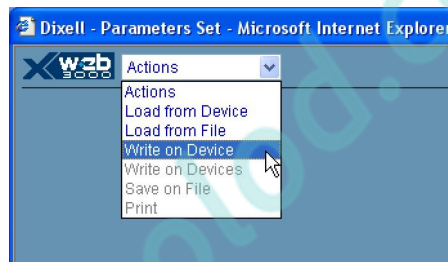 Dixell - Parameters Set - Microsoft Internet Explorer
XWEB 3000 Actions
Actions
Load from Device
Load from File
Write on Device
Write on Devices
Save on File
Print